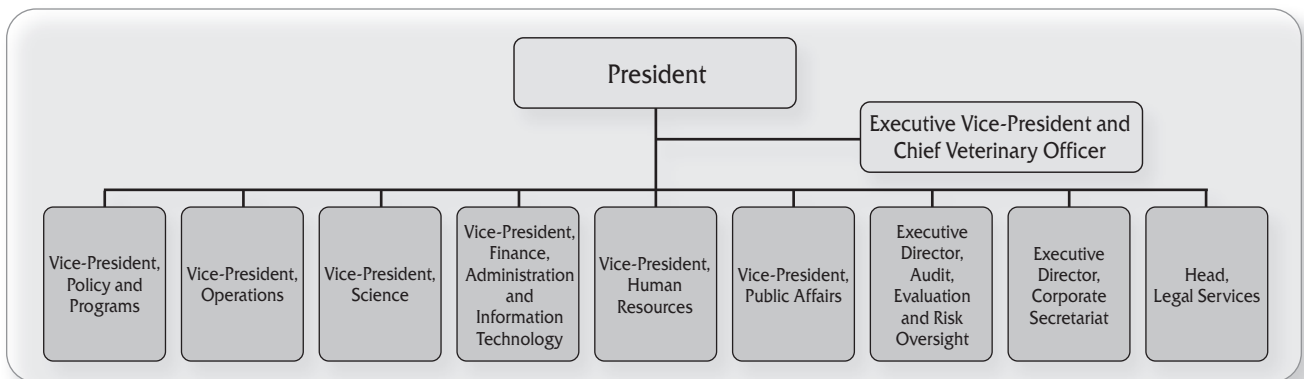 President
Executive Vice-President and
Chief Veterinary Officer
Vice-President,
Policy and
Programs
Vice-President,
Operations
Vice-President,
Science
Vice-President,
Finance,
Administration
and
Information
Technology
Vice-President,
Human
Resources
Vice-President,
Public Affairs
Executive
Director,
Audit,
Evaluation
and Risk
Oversight
Executive
Director,
Corporate
Secretariat
Head,
Legal Services